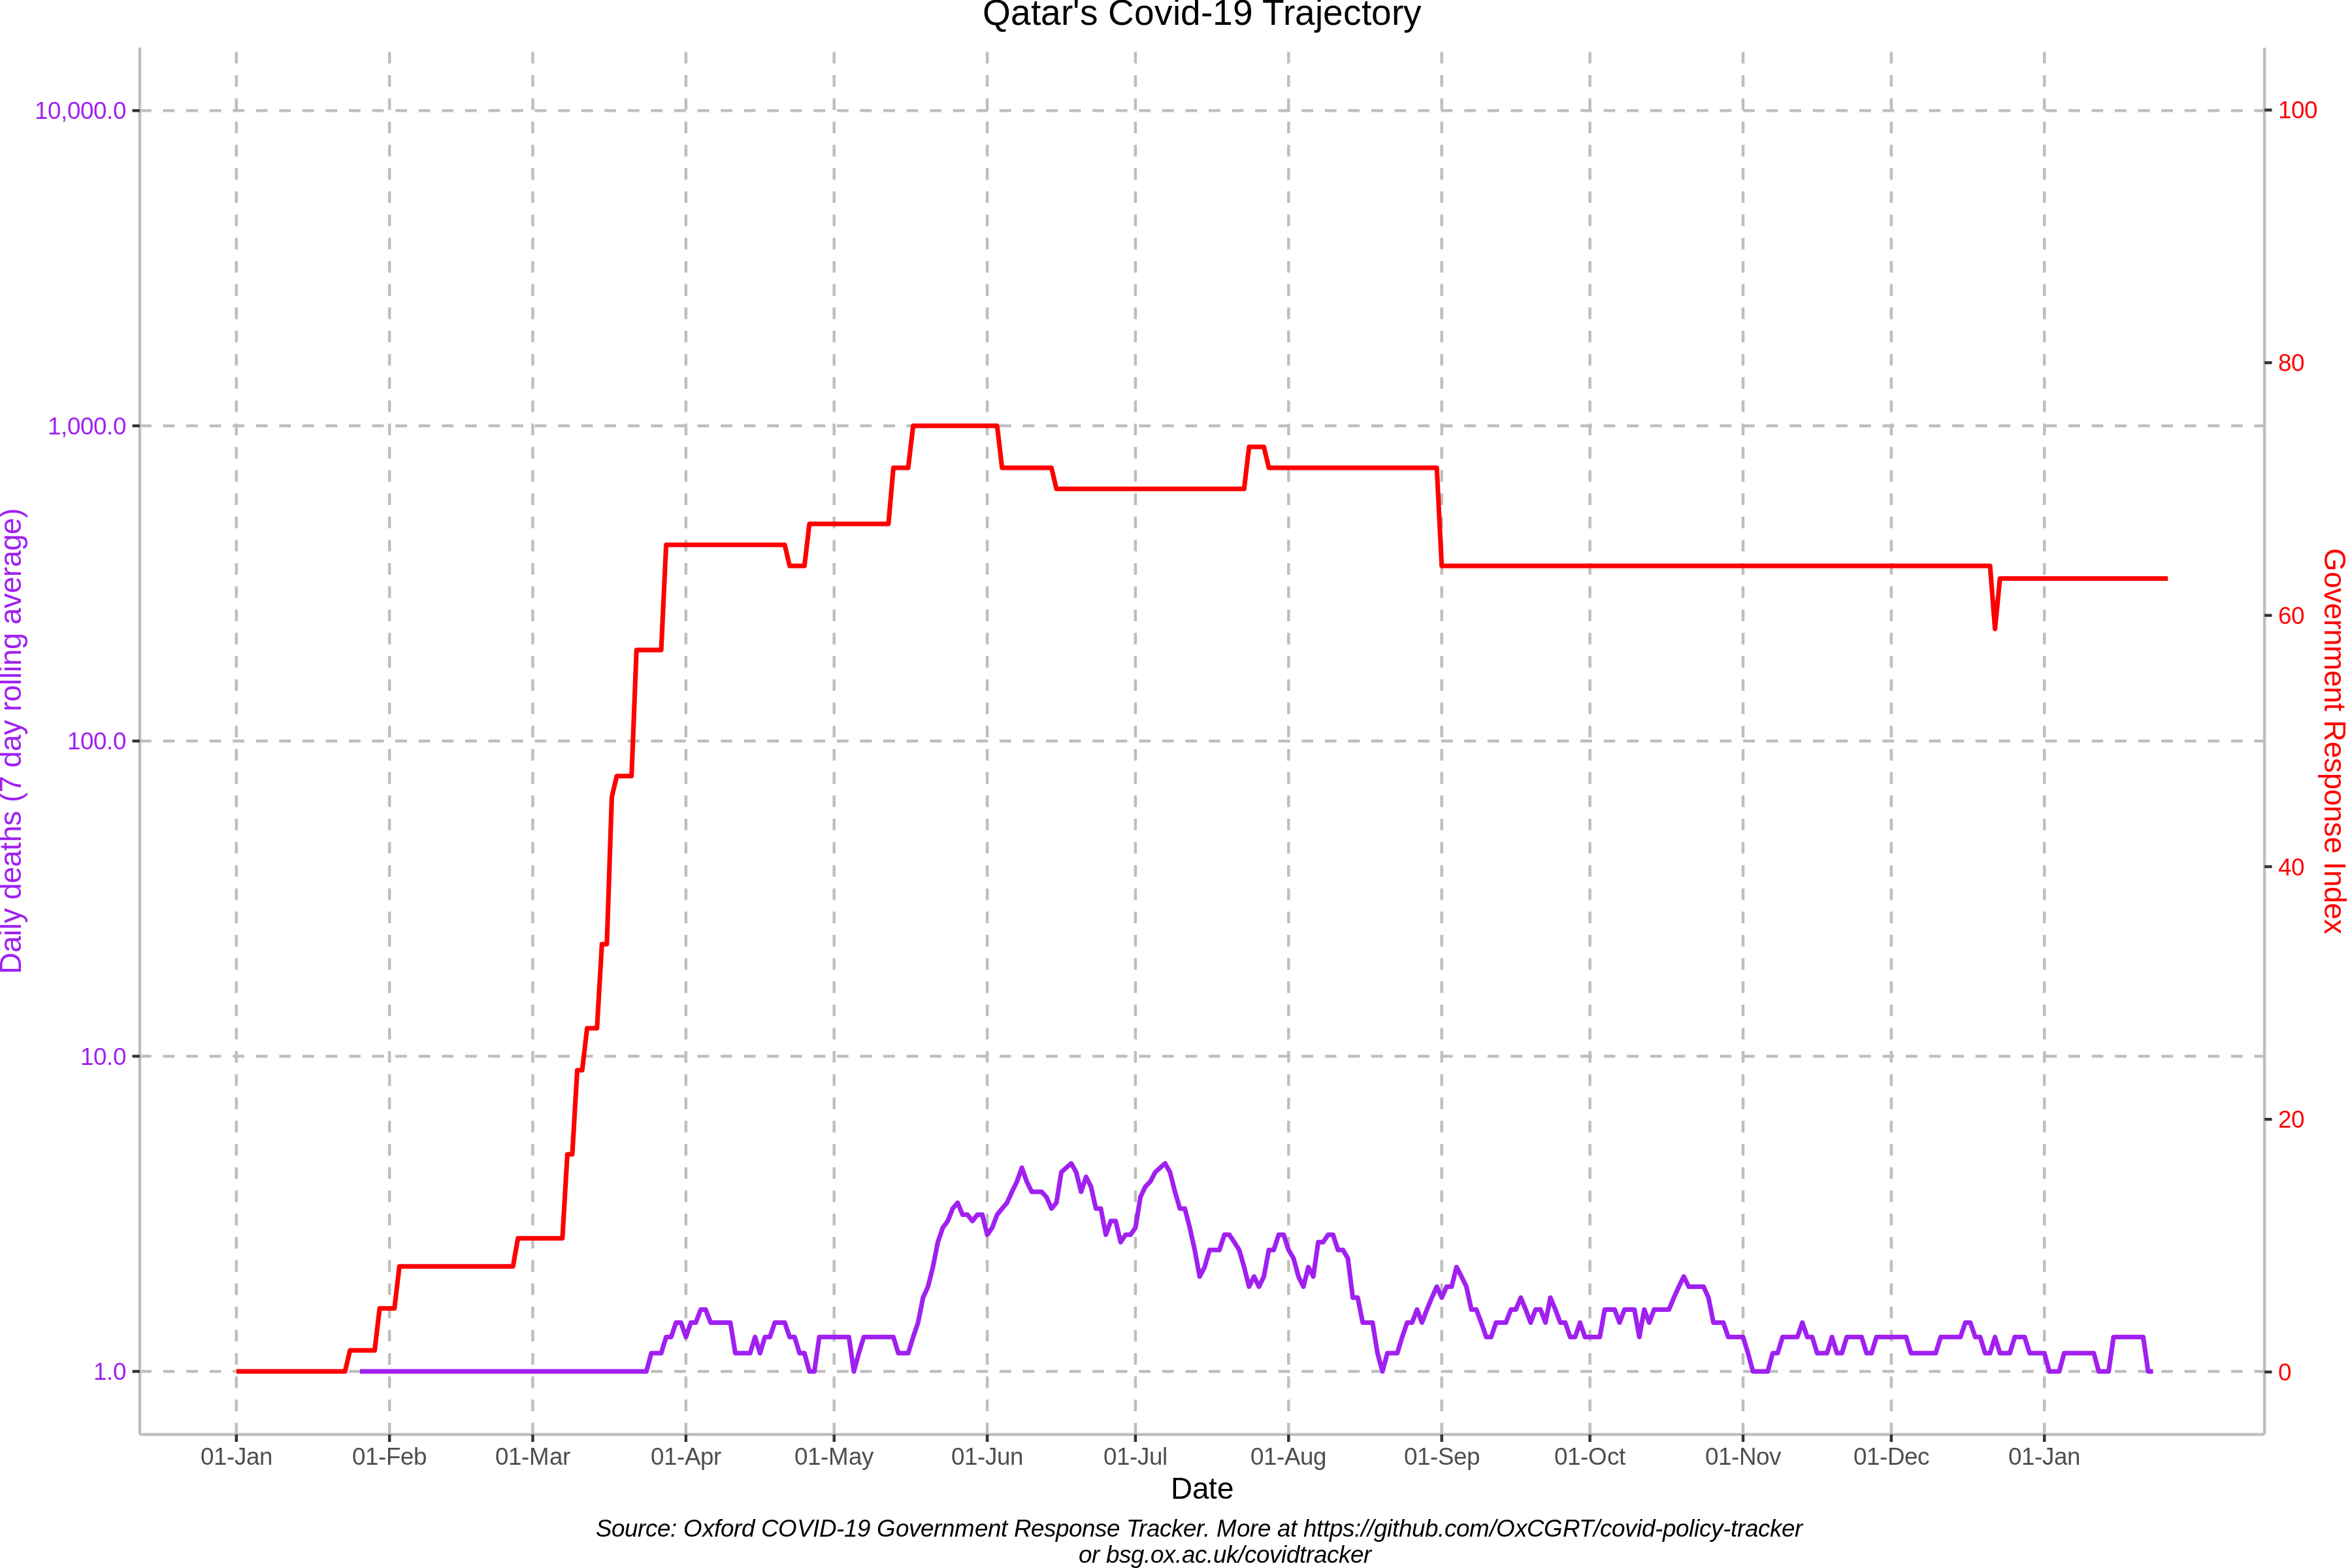 Qatar's Covid-19 Trajectory
10,000.0
1,000.0
100.0
10.0
1.0
Daily deaths (7 day rolling average)
100
80
60
40
20
0
Government Response Index
01-Jan 01-Feb 01-Mar 01-Apr 01-May 01-Jun 01-Jul 01-Aug 01-Sep 01-Oct 01-Nov 01-Dec 01-Jan
Date
Source: Oxford COVID-19 Government Response Tracker. More at https://github.com/OxCGRT/covid-policy-tracker
or bsg.ox.ac.uk/covidtracker